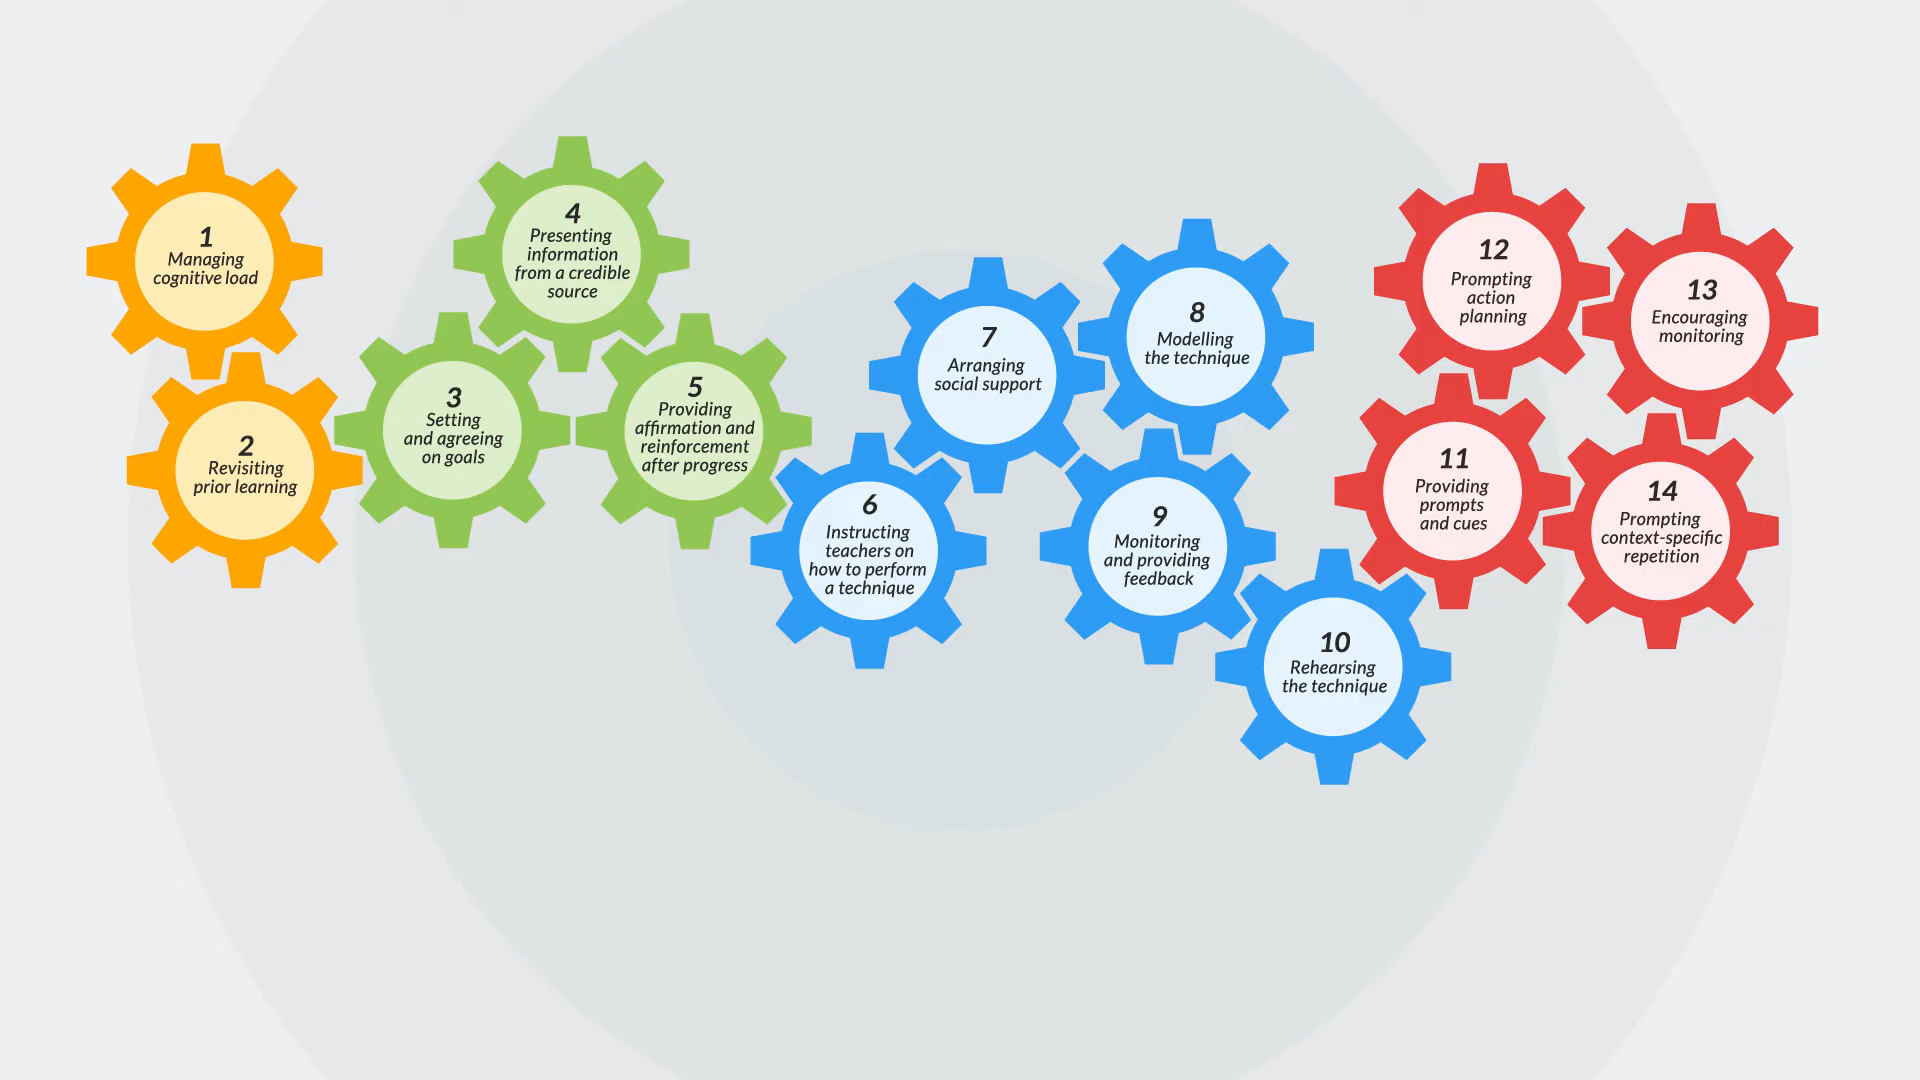 1
Managing
cognitive load
2
Revisiting
prior learning
3
Setting
and agreeing
on goals
4
Presenting
information
from a credible
source
5
Providing
affirmation and
reinforcement
after progress
6
Instructing
teachers on
how to perform
a technique
7
Arranging
social support
8
Modelling
the technique
9
Monitoring
and providing
feedback
10
Rehearsing
the technique
11
Providing
prompts
and cues
12
Prompting
action
planning
13
Encouraging
monitoring
14
Prompting
context-specific
repetition